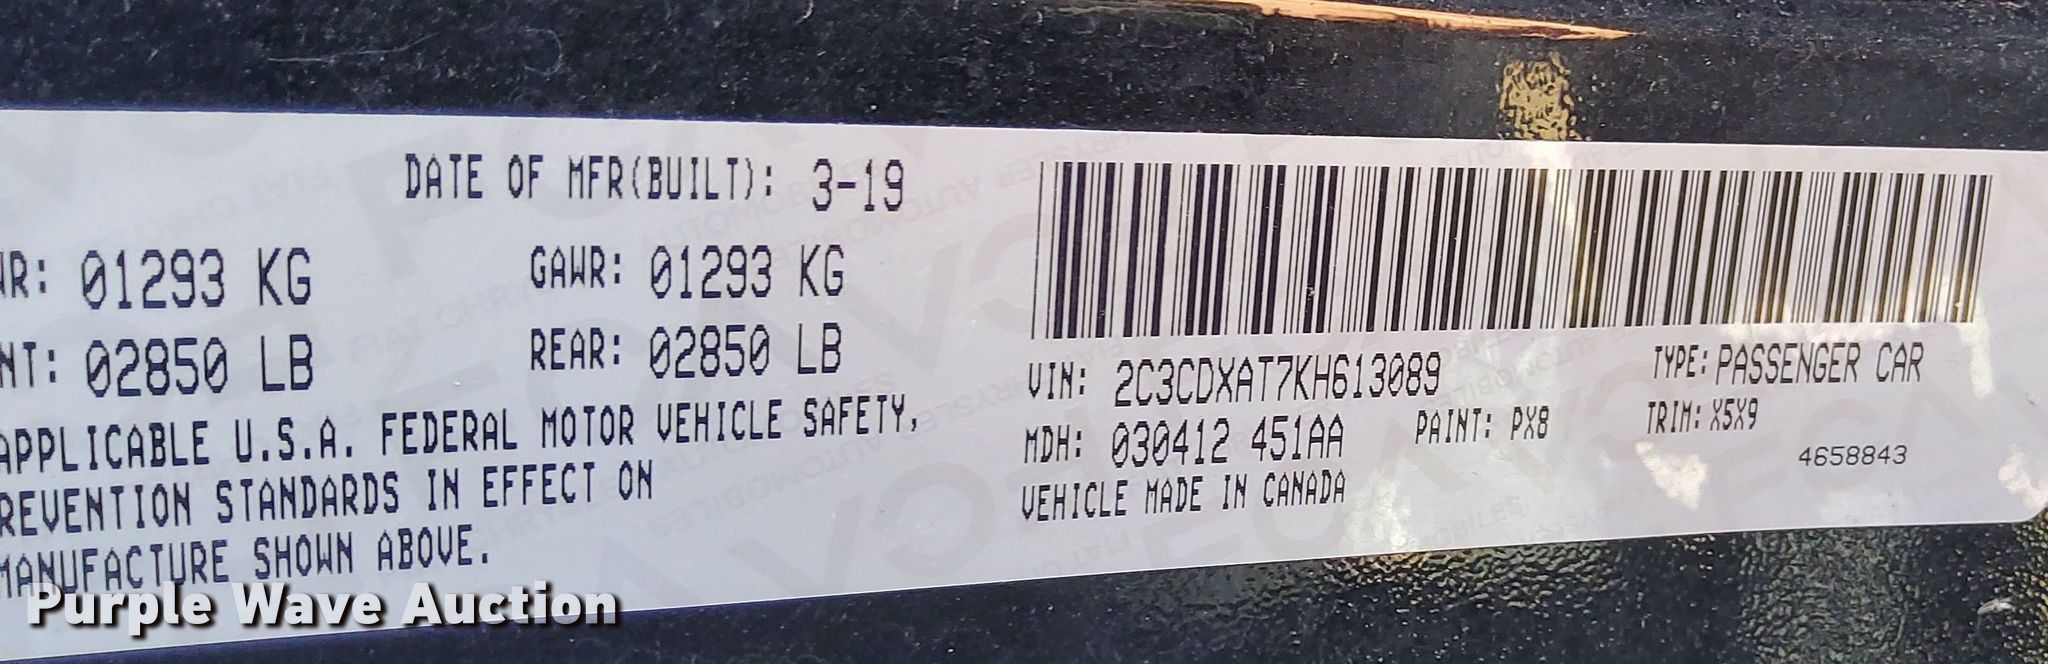 DATE OF MFR(BUILT): 3-19
WR: 01293 KG GAWR: 01293 KG
NT: 02850 LB REAR: 02850 LB
APPLICABLE U.S.A. FEDERAL MOTOR VEHICLE SAFETY,
REVENTION STANDARDS IN EFFECT ON
MANUFACTURE SHOWN ABOVE.
VIN: 2C3CDXAT7KH613089 TYPE: PASSENGER CAR
MDH: 030412 451AA PAINT: PX8 TRIM: X5X9
VEHICLE MADE IN CANADA 4658843
Purple Wave Auction